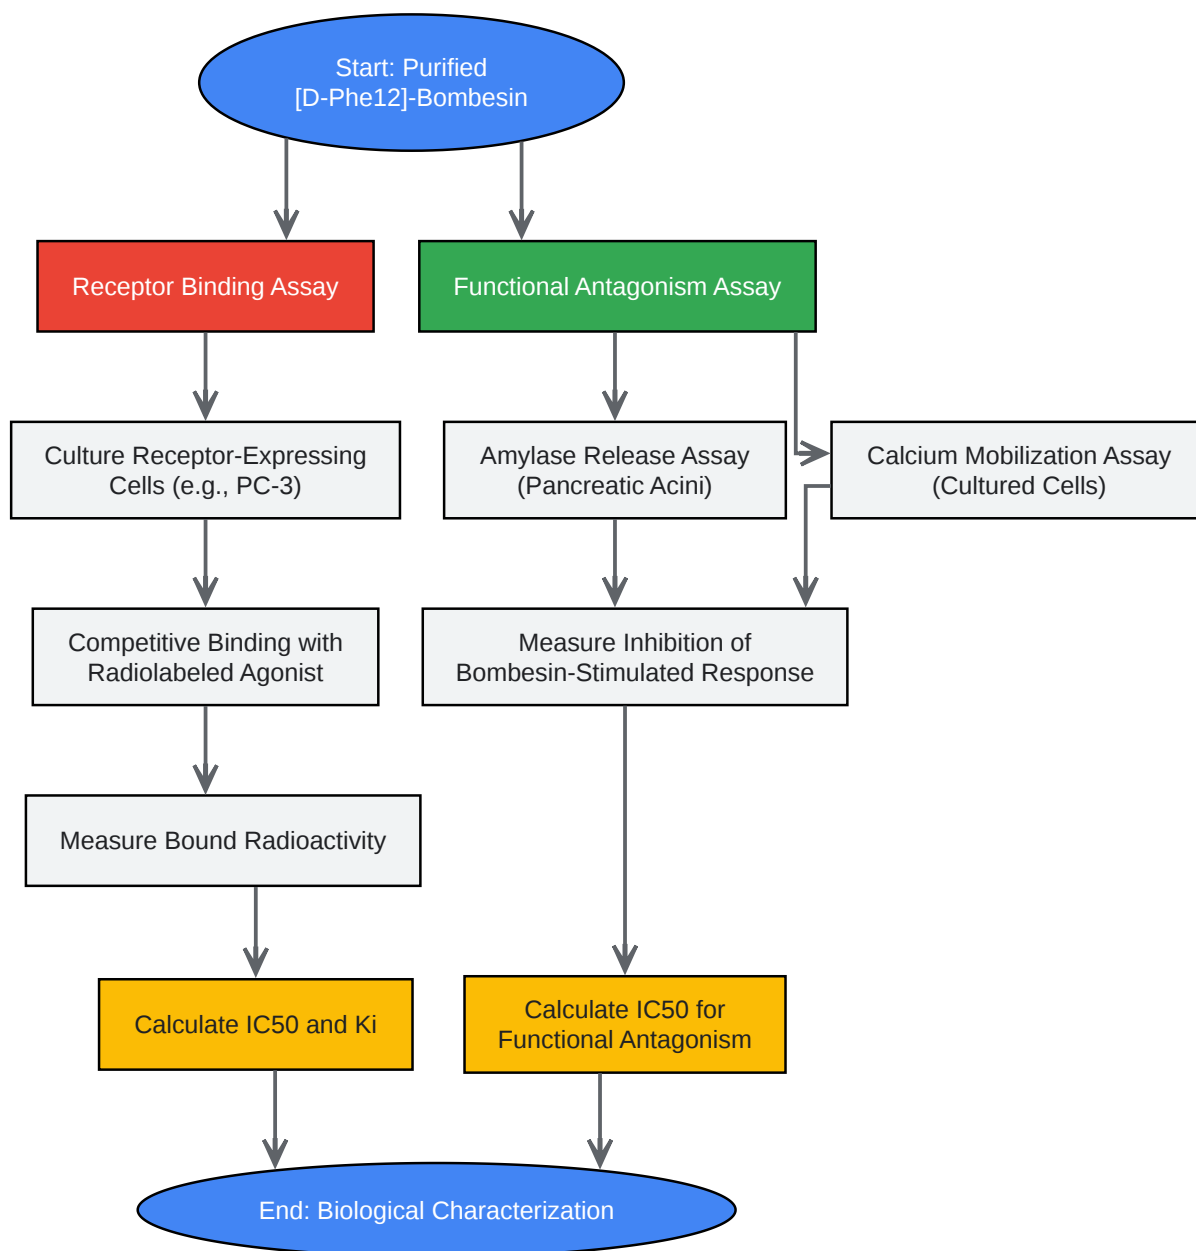 Start: Purified
[D-Phe12]-Bombesin
Receptor Binding Assay
Functional Antagonism Assay
Culture Receptor-Expressing
Cells (e.g., PC-3)
Amylase Release Assay
(Pancreatic Acini)
Calcium Mobilization Assay
(Cultured Cells)
Competitive Binding with
Radiolabeled Agonist
Measure Inhibition of
Bombesin-Stimulated Response
Measure Bound Radioactivity
Calculate IC50 and Ki
Calculate IC50 for
Functional Antagonism
End: Biological Characterization